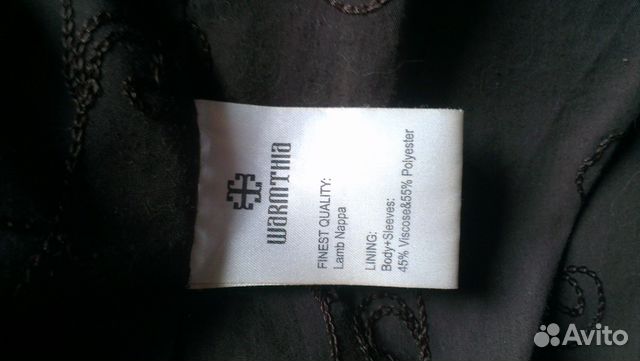 WARMTHIA
FINEST QUALITY:
Lamb Nappa
LINING:
Body+Sleeves:
45% Viscose&55% Polyester
Avito